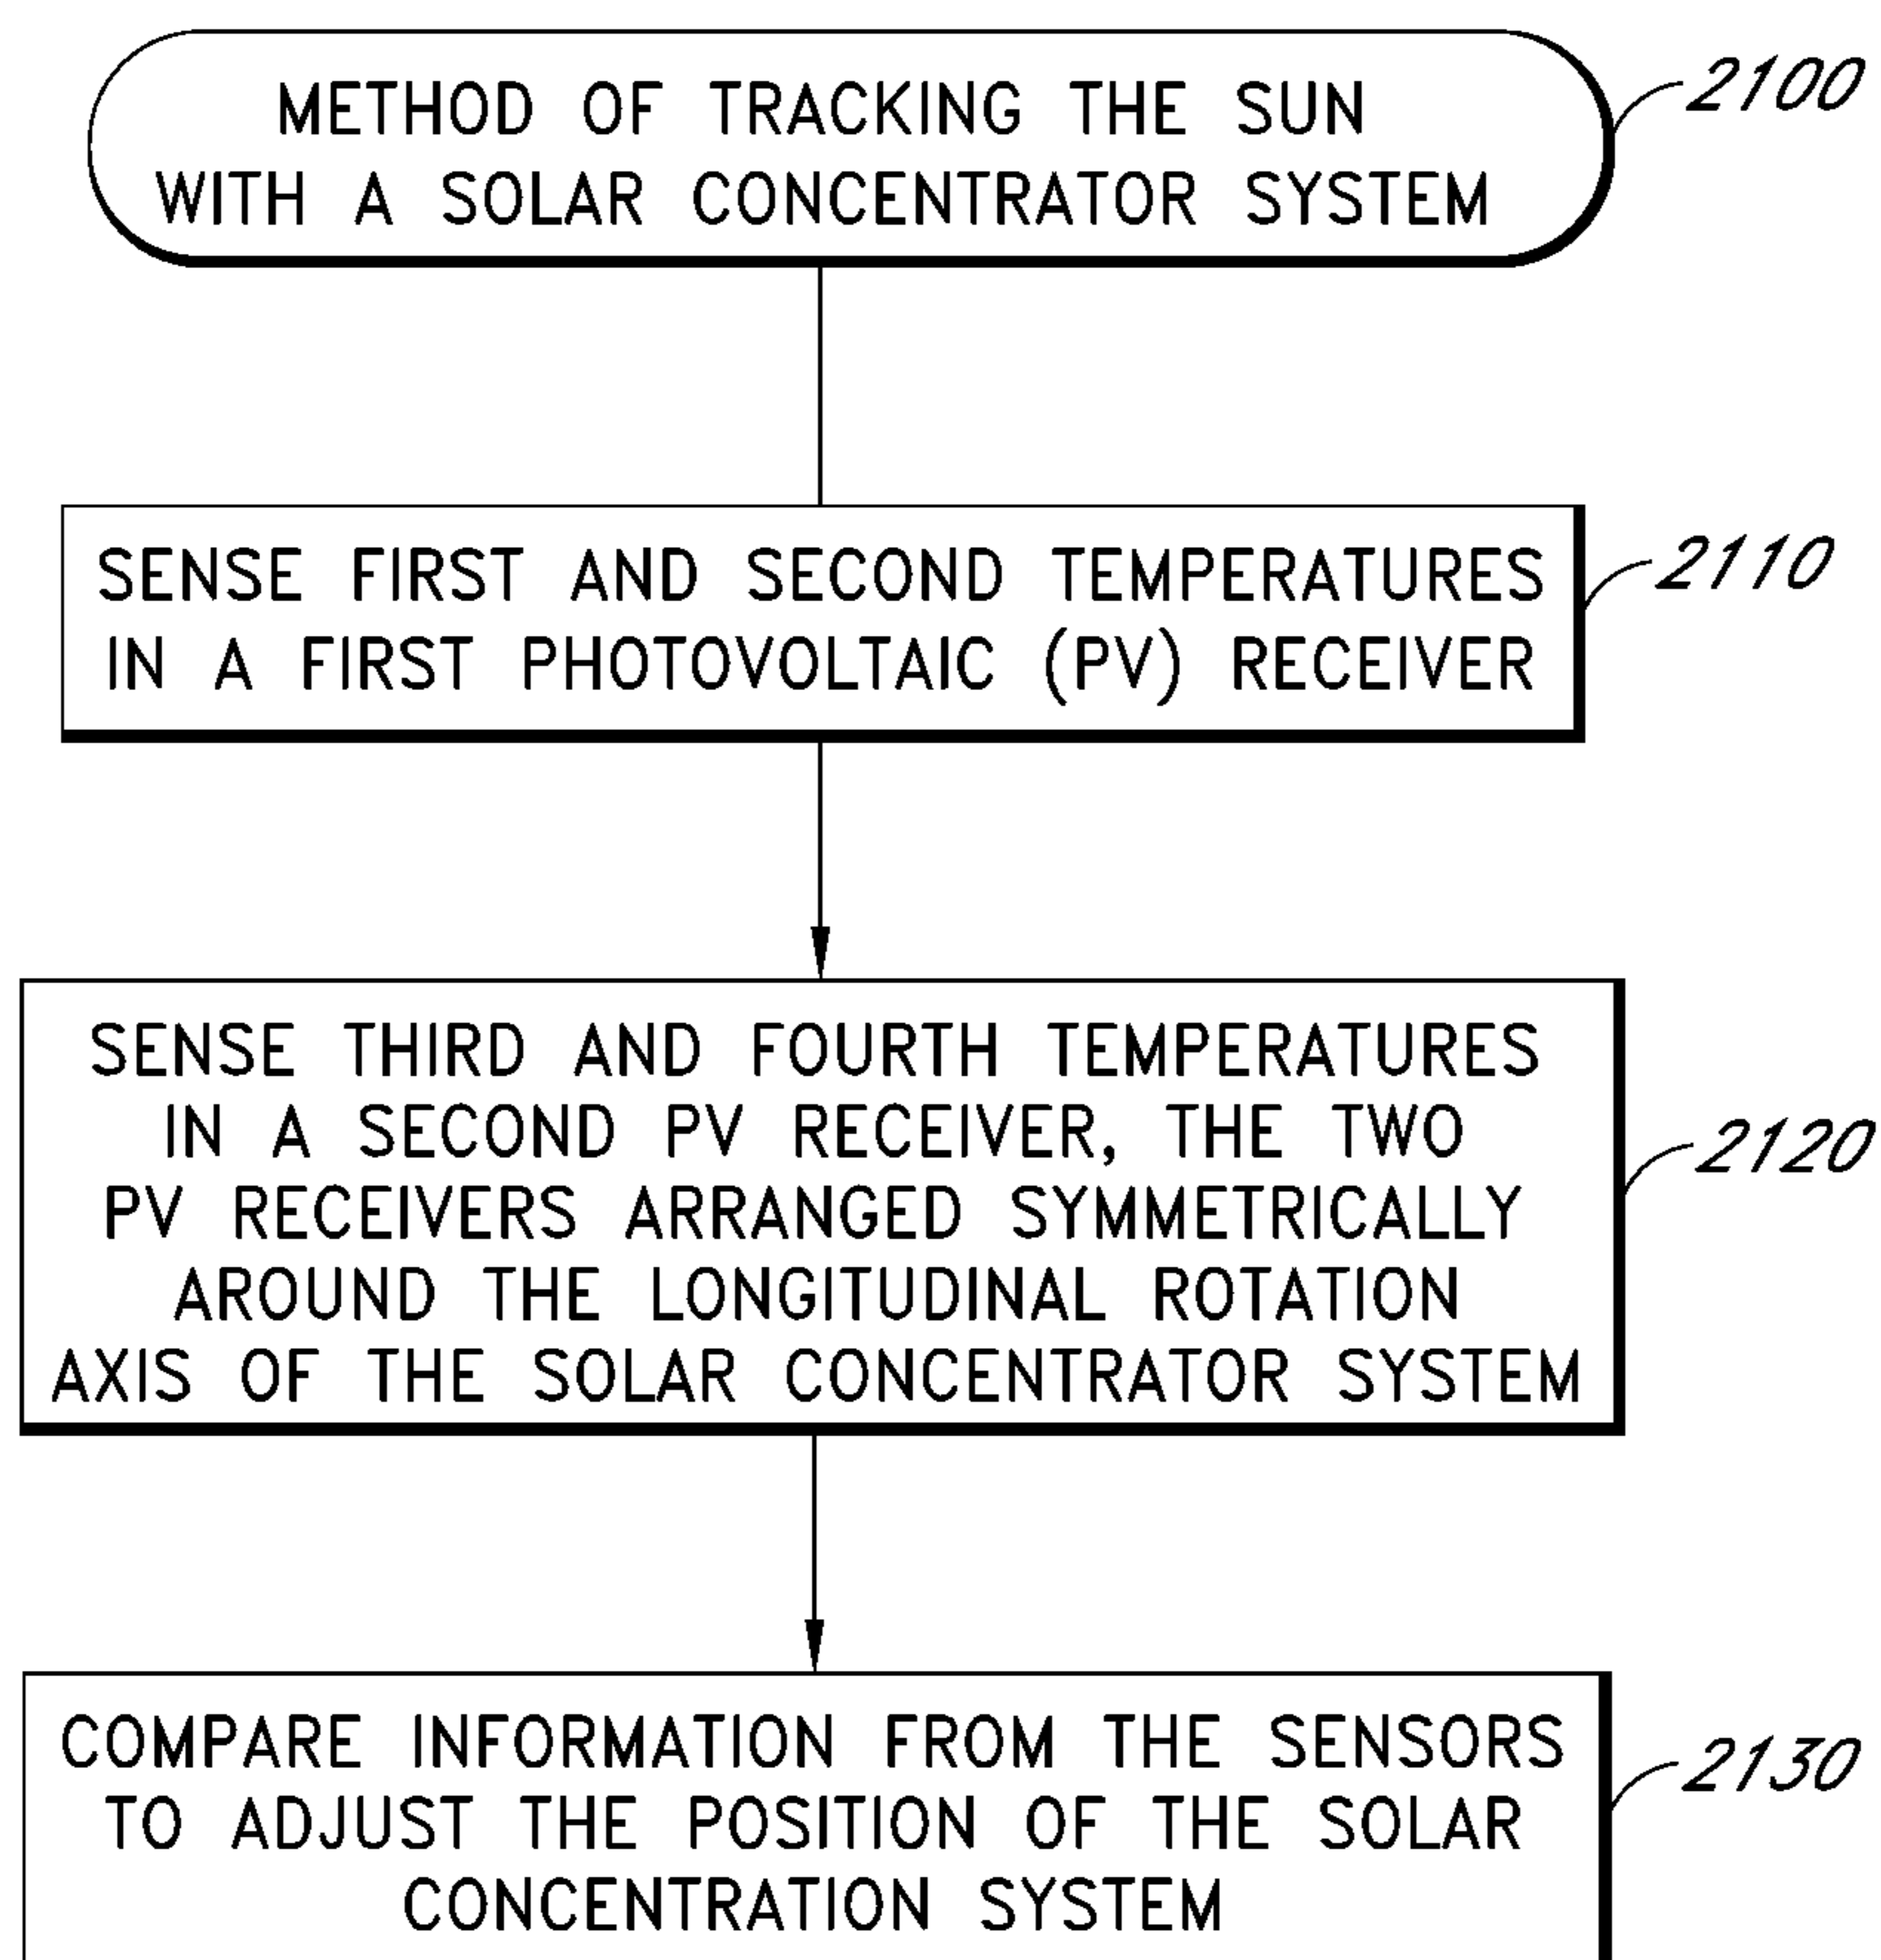 METHOD OF TRACKING THE SUN
WITH A SOLAR CONCENTRATOR SYSTEM
2100
SENSE FIRST AND SECOND TEMPERATURES
IN A FIRST PHOTOVOLTAIC (PV) RECEIVER
2110
SENSE THIRD AND FOURTH TEMPERATURES
IN A SECOND PV RECEIVER, THE TWO
PV RECEIVERS ARRANGED SYMMETRICALLY
AROUND THE LONGITUDINAL ROTATION
AXIS OF THE SOLAR CONCENTRATOR SYSTEM
2120
COMPARE INFORMATION FROM THE SENSORS
TO ADJUST THE POSITION OF THE SOLAR
CONCENTRATION SYSTEM
2130